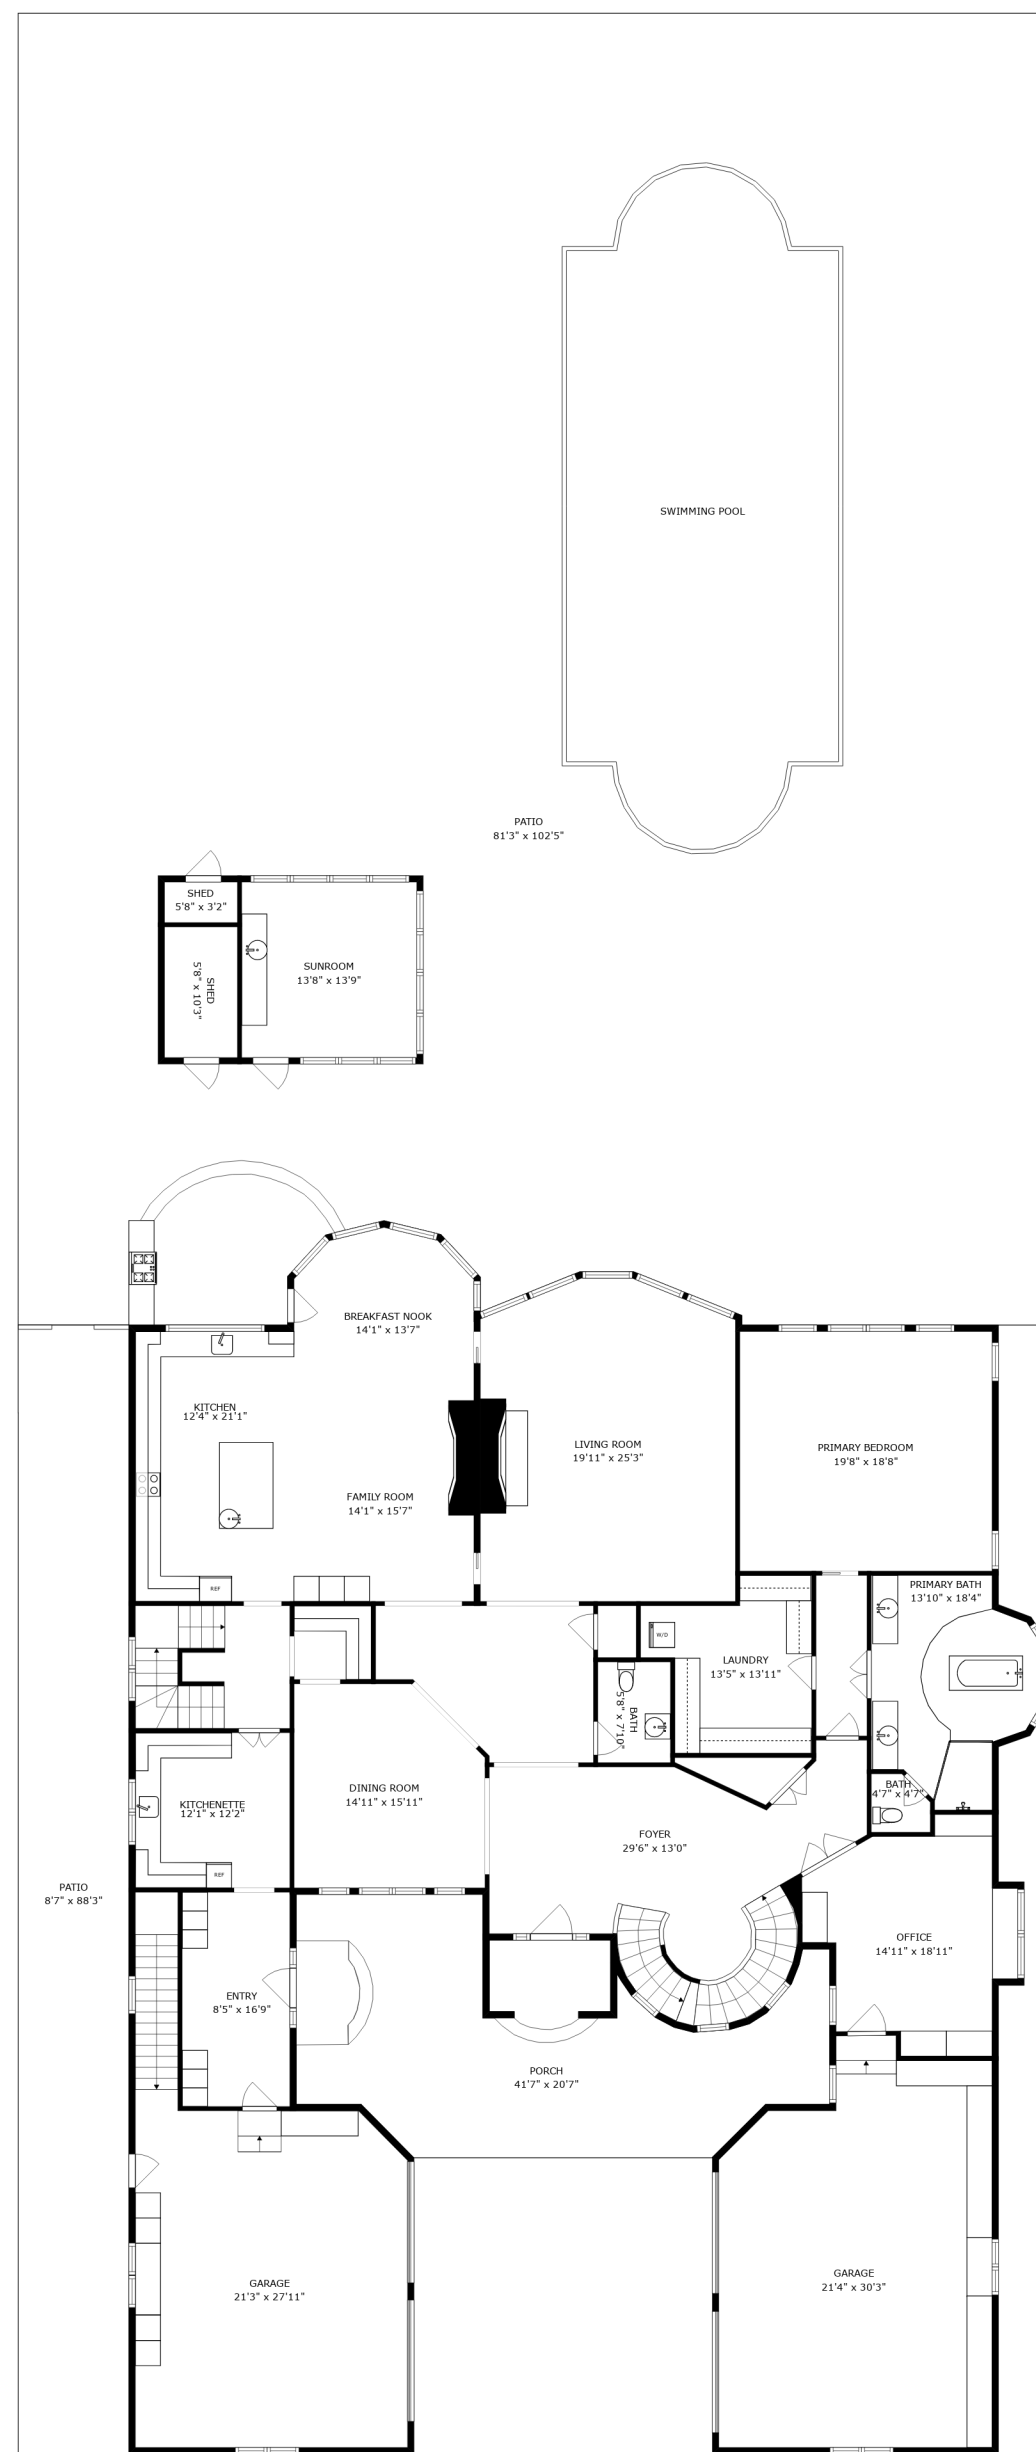 SWIMMING POOL
PATIO
81'3" x 102'5"
SHED
5'8" x 3'2"
SHED
5'8" x 10'3"
SUNROOM
13'8" x 13'9"
BREAKFAST NOOK
14'1" x 13'7"
KITCHEN
12'4" x 21'1"
LIVING ROOM
19'11" x 25'3"
PRIMARY BEDROOM
19'8" x 18'8"
FAMILY ROOM
14'1" x 15'7"
REF
PRIMARY BATH
13'10" x 18'4"
W/D
LAUNDRY
13'5" x 13'11"
BATH
5'8" x 7'10"
DINING ROOM
14'11" x 15'11"
BATH
4'7" x 4'7"
KITCHENETTE
12'1" x 12'2"
FOYER
29'6" x 13'0"
REF
PATIO
8'7" x 88'3"
OFFICE
14'11" x 18'11"
ENTRY
8'5" x 16'9"
PORCH
41'7" x 20'7"
GARAGE
21'3" x 27'11"
GARAGE
21'4" x 30'3"